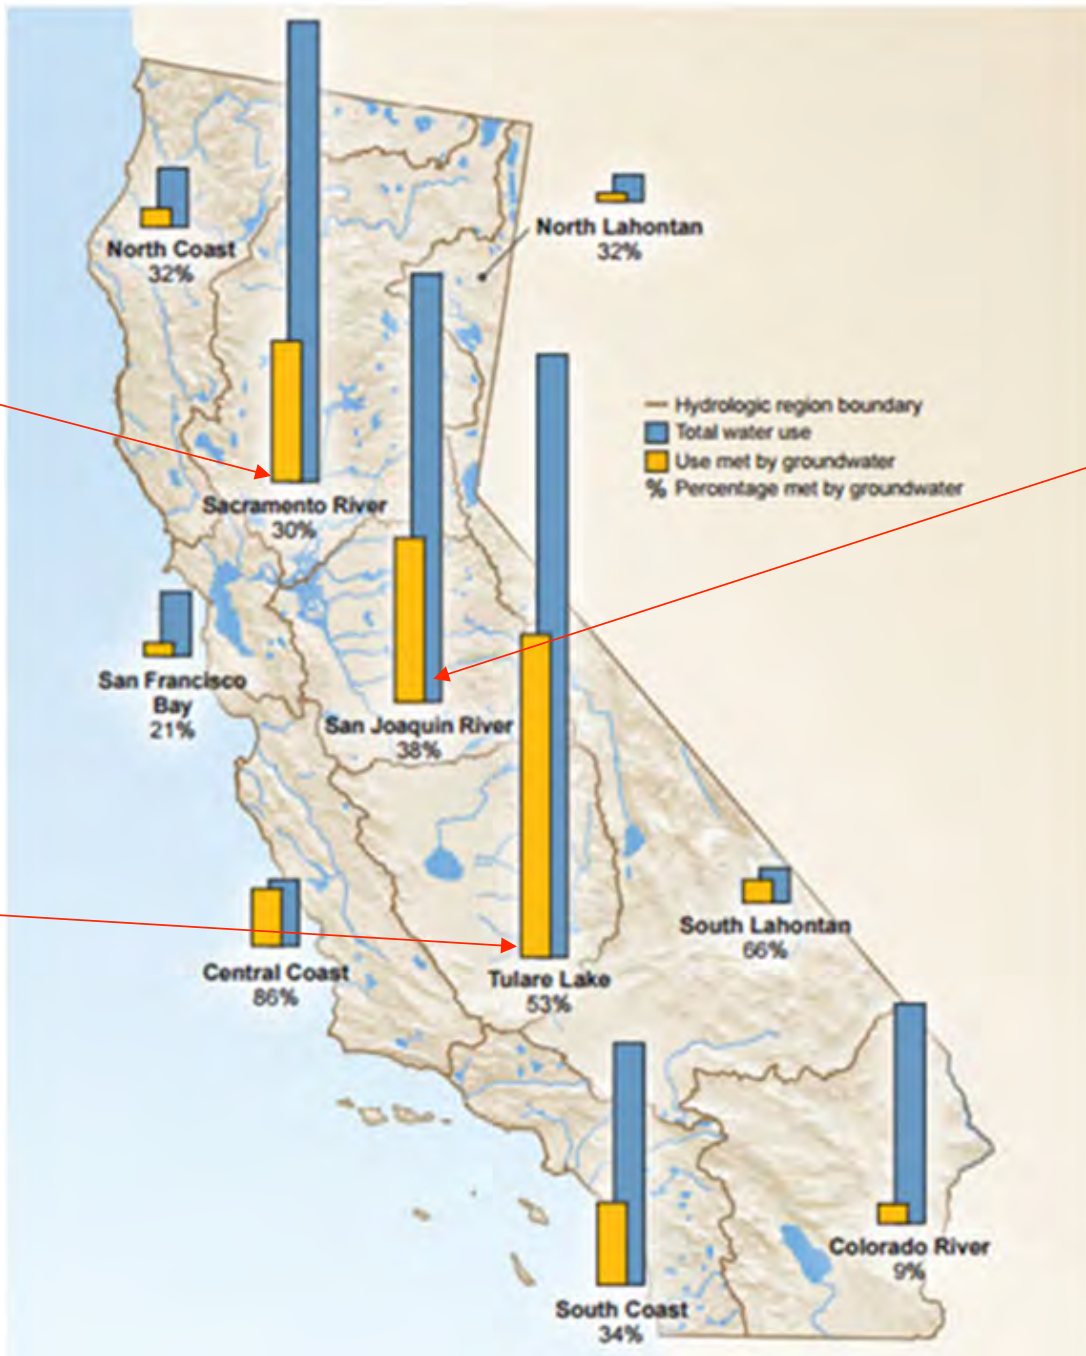 North Coast
32%
North Lahontan
32%
Hydrologic region boundary
Total water use
Use met by groundwater
% Percentage met by groundwater
Sacramento River
30%
San Francisco
Bay
21%
San Joaquin River
38%
Central Coast
86%
Tulare Lake
53%
South Lahontan
66%
Colorado River
9%
South Coast
34%